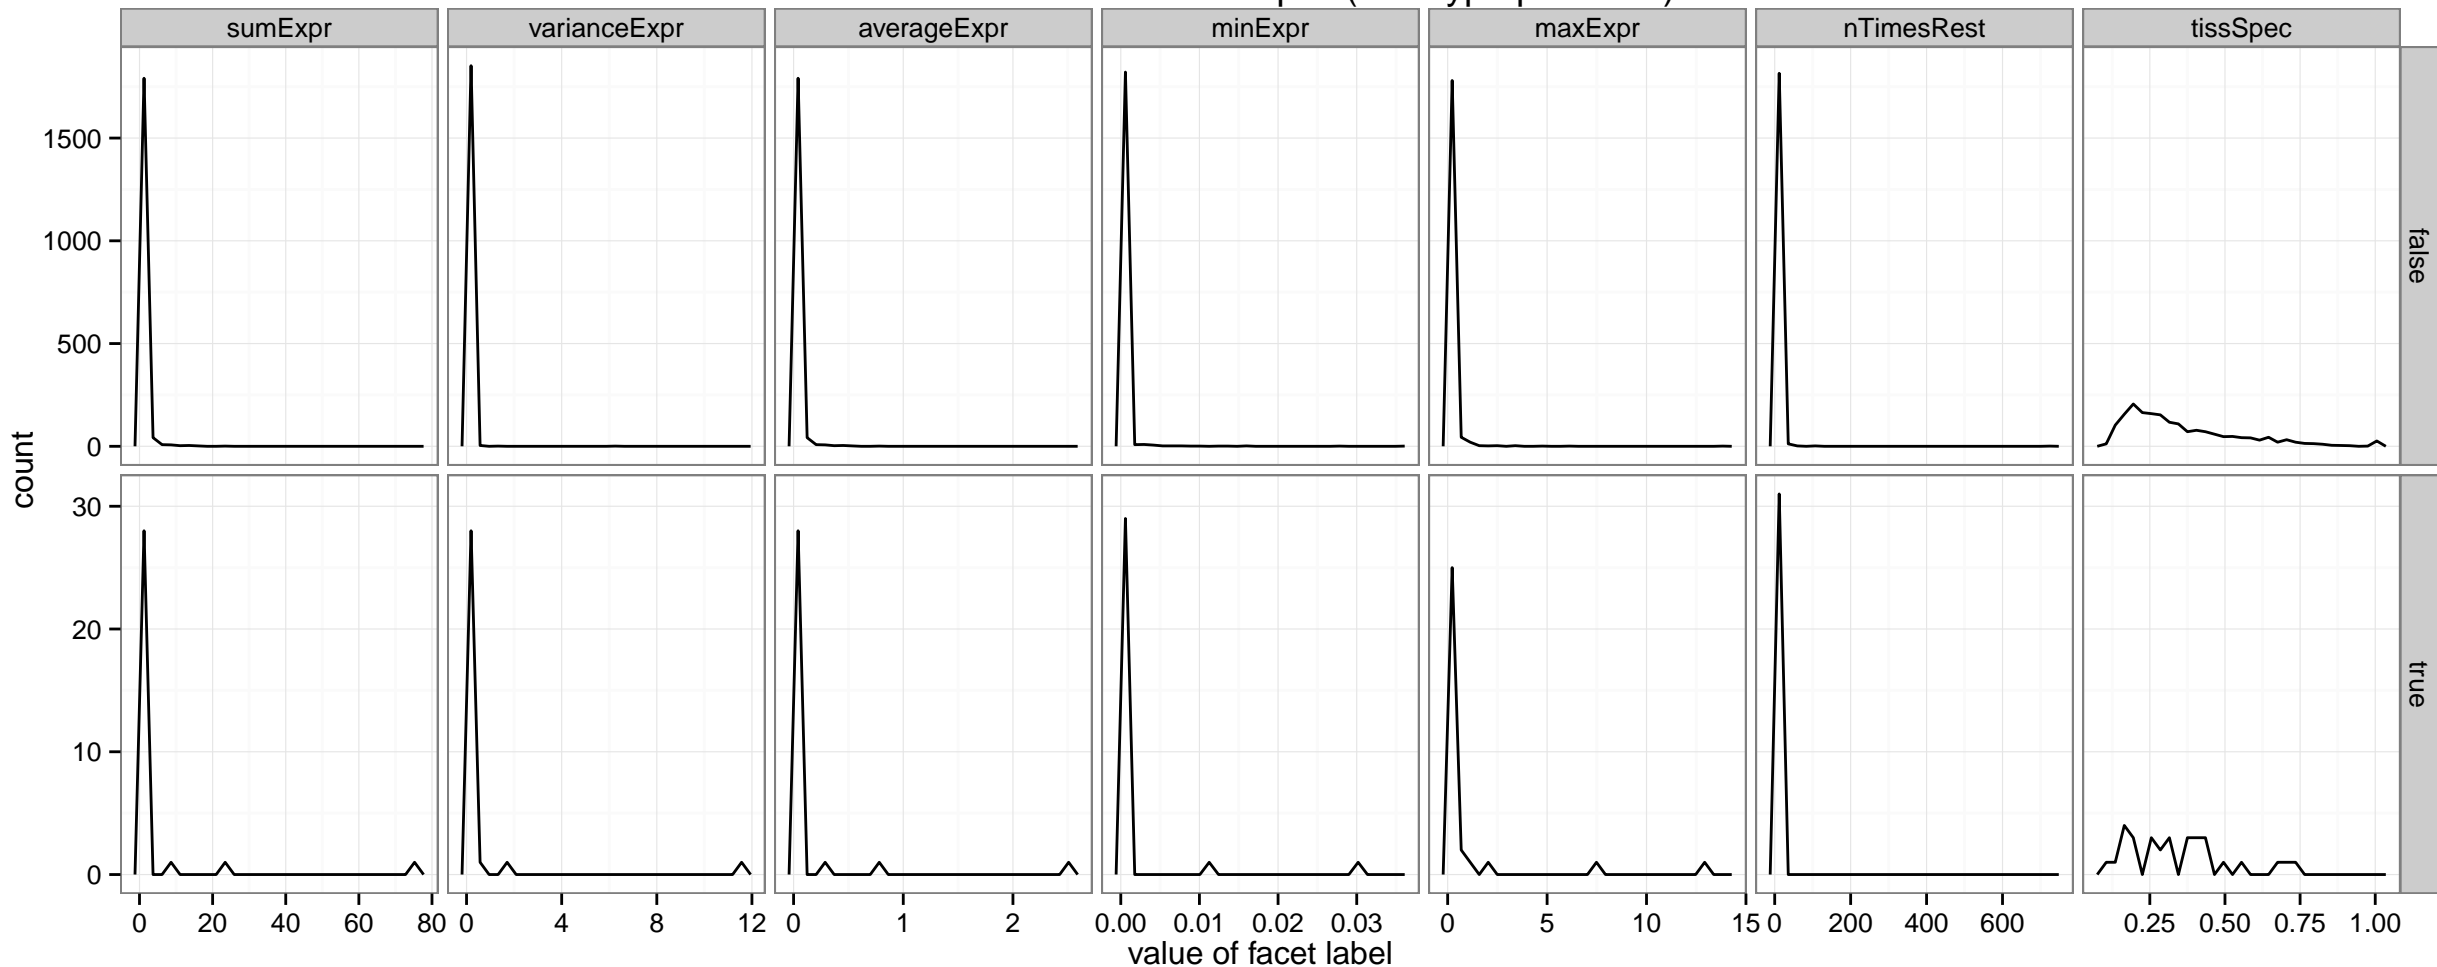 sumExpr varianceExpr averageExpr minExpr maxExpr nTimesRest tissSpec
1500
1000
500
0
false
count
30
20
10
0
true
0 20 40 60 80 0 4 8 12 0 1 2 0.00 0.01 0.02 0.03 0 5 10 15 0 200 400 600 0.25 0.50 0.75 1.00
value of facet label